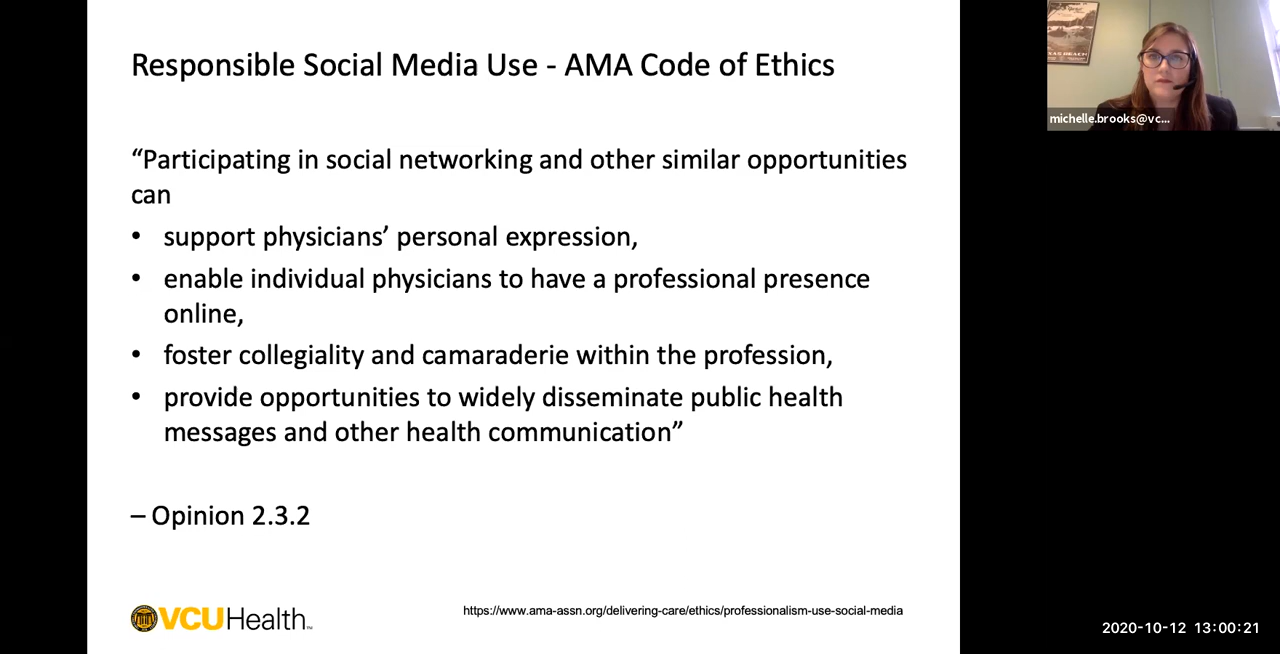 Responsible Social Media Use - AMA Code of Ethics
“Participating in social networking and other similar opportunities
can
• support physicians’ personal expression,
• enable individual physicians to have a professional presence
online,
• foster collegiality and camaraderie within the profession,
• provide opportunities to widely disseminate public health
messages and other health communication”
– Opinion 2.3.2
VCUHealth™
https://www.ama-assn.org/delivering-care/ethics/professionalism-use-social-media
michelle.brooks@vc...
2020-10-12 13:00:21